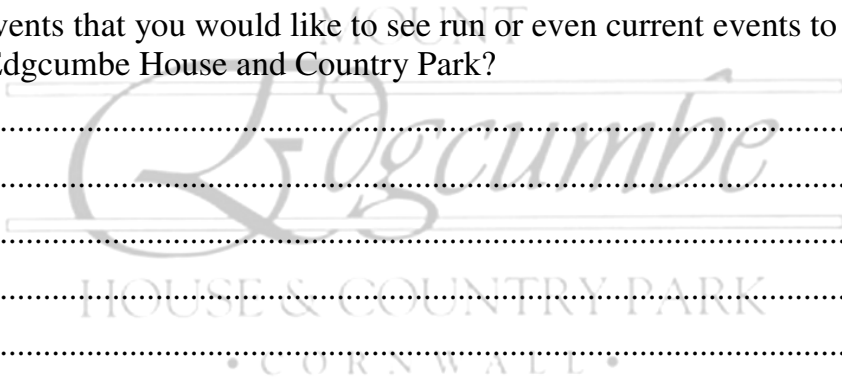 MOUNT
vents that you would like to see run or even current events to
Edgcumbe House and Country Park?
Edgcumbe
HOUSE & COUNTRY PARK
• CORNWALL •